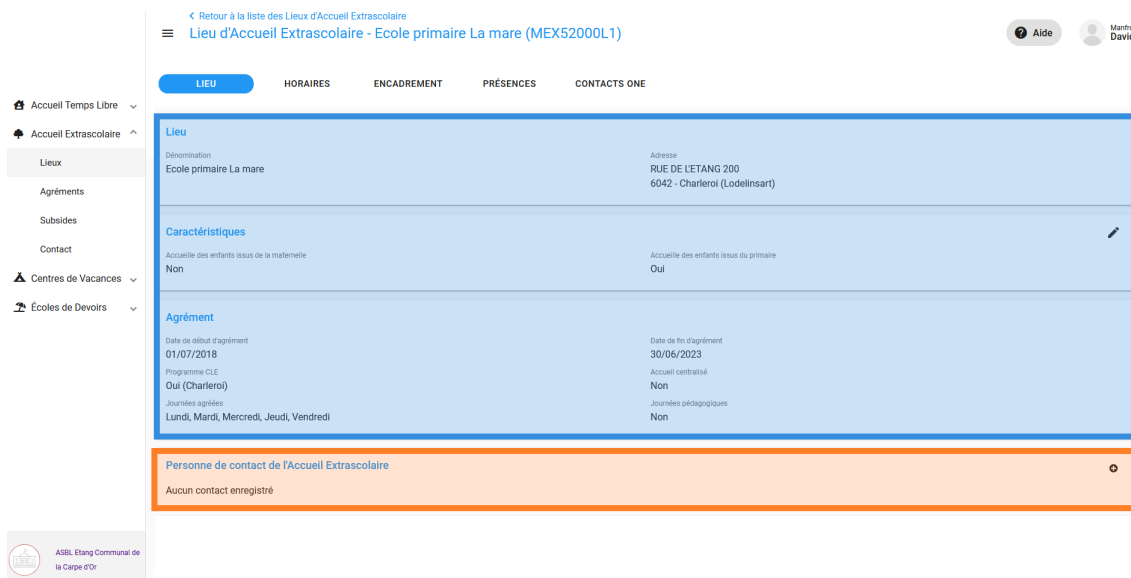 Retour à la liste des Lieux d'Accueil Extrascolaire
Lieu d'Accueil Extrascolaire - Ecole primaire La mare (MEX52000L1)
Aide
LIEU HORAIRES ENCADREMENT PRÉSENCES CONTACTS ONE
Accueil Temps Libre
Accueil Extrascolaire
Lieux
Agréments
Subsides
Contact
Centres de Vacances
Écoles de Devoirs
ASBL Etang Communal de
la Carpe d'Or
Lieu
Dénomination Adresse
Ecole primaire La mare RUE DE L'ETANG 200
6042 - Charleroi (Lodelinsart)
Caractéristiques
Accueille des enfants issus de la maternelle Accueille des enfants issus du primaire
Non Oui
Agrément
Date de début d'agrément Date de fin d'agrément
01/07/2018 30/06/2023
Programme CLE Accueil centralisé
Oui (Charleroi) Non
Journées agréées Journées pédagogiques
Lundi, Mardi, Mercredi, Jeudi, Vendredi Non
Personne de contact de l'Accueil Extrascolaire
Aucun contact enregistré